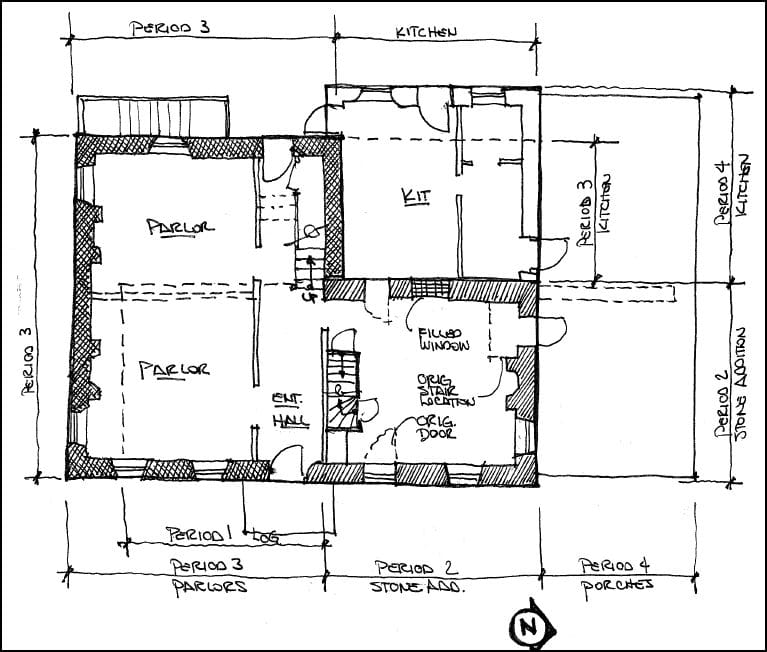 PERIOD 3
KITCHEN
PARLOR
KIT
PERIOD 3
KITCHEN
PERIOD 4
KITCHEN
PERIOD 3
FILLED
WINDOW
PARLOR
ENT.
HALL
ORIG.
STAIR
LOCATION
ORIG.
DOOR
PERIOD 2
STONE ADDITION
PERIOD 1 LOG
PERIOD 3
PARLORS
PERIOD 2
STONE ADD.
PERIOD 4
PORCHES
N